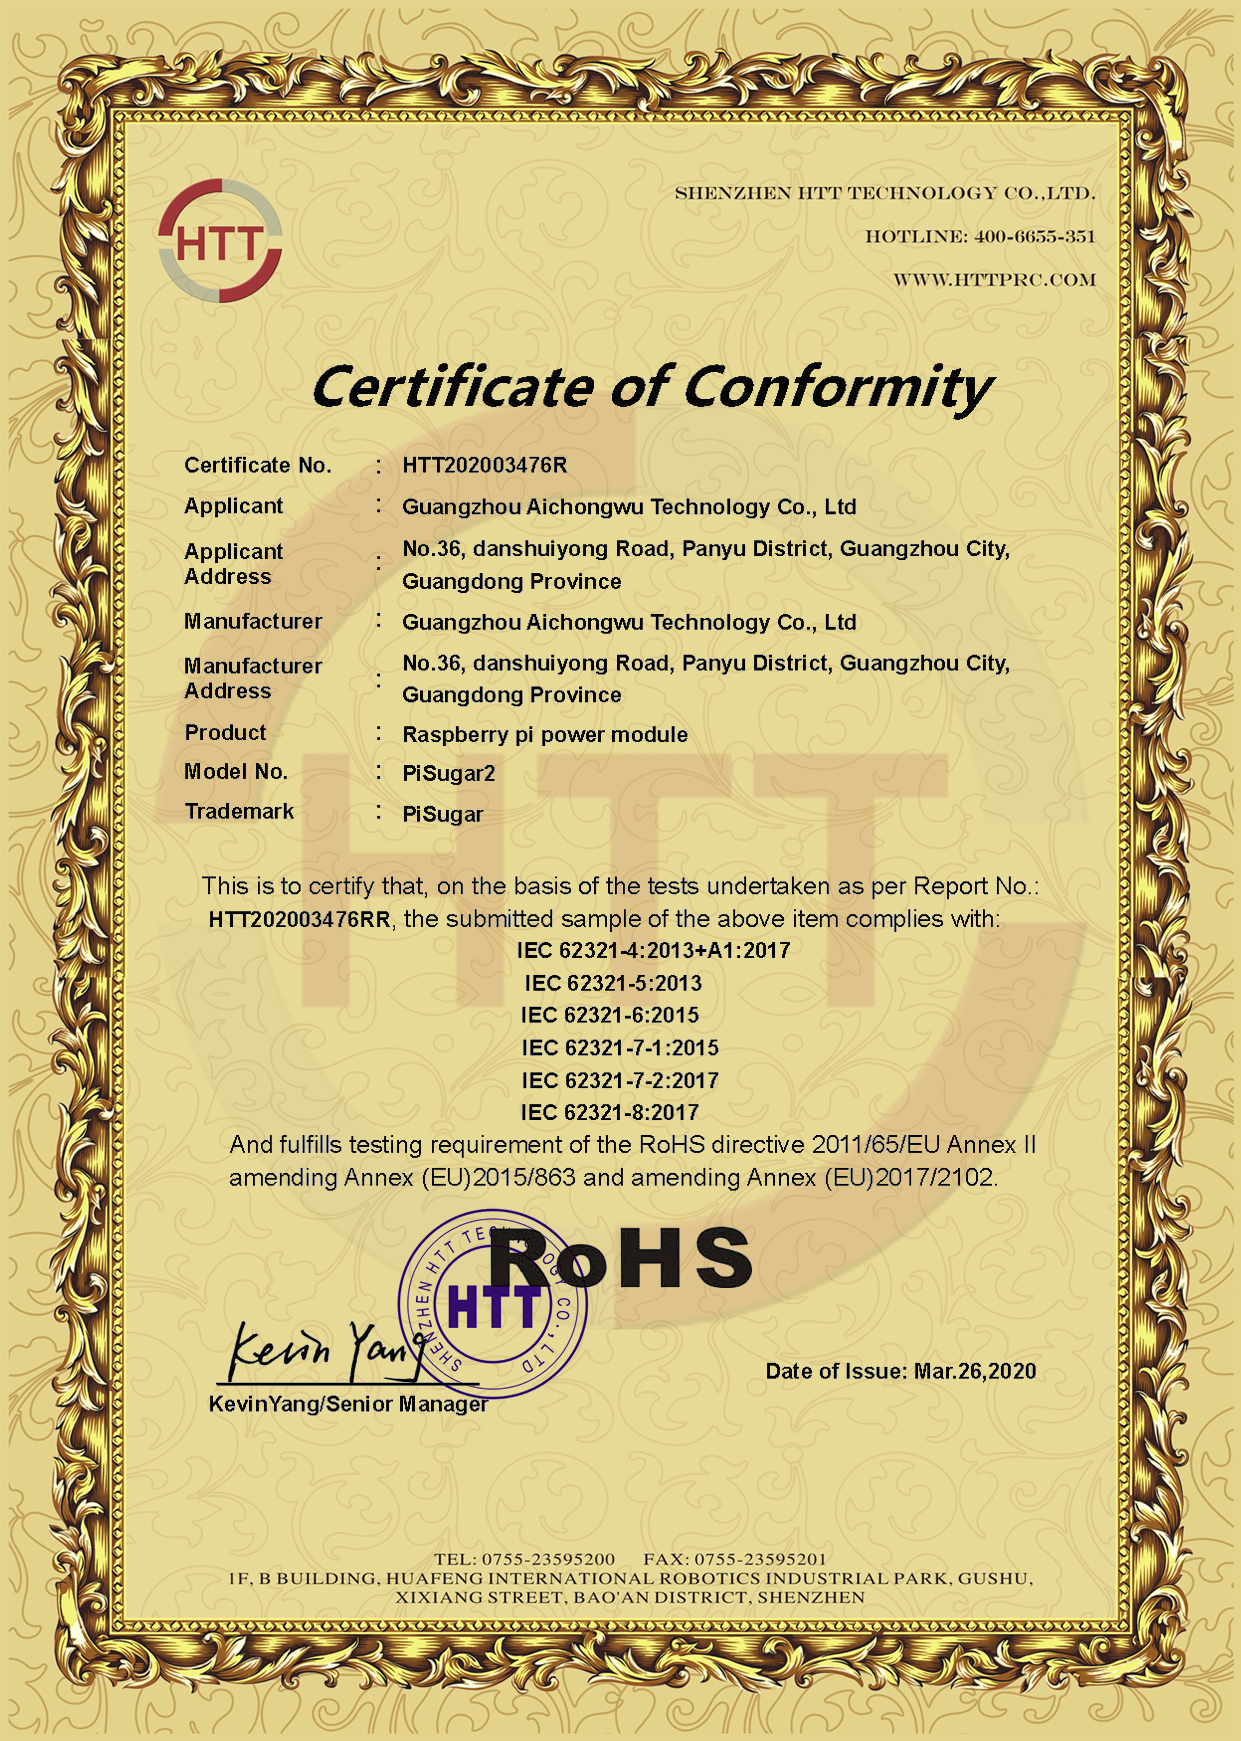 HTT
SHENZHEN HTT TECHNOLOGY CO.,LTD.
HOTLINE: 400-6655-351
WWW.HTTPRC.COM
Certificate of Conformity
Certificate No. : HTT202003476R
Applicant : Guangzhou Aichongwu Technology Co., Ltd
Applicant Address : No.36, danshuiyong Road, Panyu District, Guangzhou City,
Guangdong Province
Manufacturer : Guangzhou Aichongwu Technology Co., Ltd
Manufacturer Address : No.36, danshuiyong Road, Panyu District, Guangzhou City,
Guangdong Province
Product : Raspberry pi power module
Model No. : PiSugar2
Trademark : PiSugar
HTT
This is to certify that, on the basis of the tests undertaken as per Report No.:
HTT202003476RR, the submitted sample of the above item complies with:
IEC 62321-4:2013+A1:2017
IEC 62321-5:2013
IEC 62321-6:2015
IEC 62321-7-1:2015
IEC 62321-7-2:2017
IEC 62321-8:2017
And fulfills testing requirement of the RoHS directive 2011/65/EU Annex II
amending Annex (EU)2015/863 and amending Annex (EU)2017/2102.
RoHS
SHENZHEN HTT TECHNOLOGY CO.,LTD
HTT
Kevin Yang
KevinYang/Senior Manager
Date of Issue: Mar.26,2020
TEL: 0755-23595200 FAX: 0755-23595201
1F, B BUILDING, HUAFENG INTERNATIONAL ROBOTICS INDUSTRIAL PARK, GUSHU,
XIXIANG STREET, BAO'AN DISTRICT, SHENZHEN